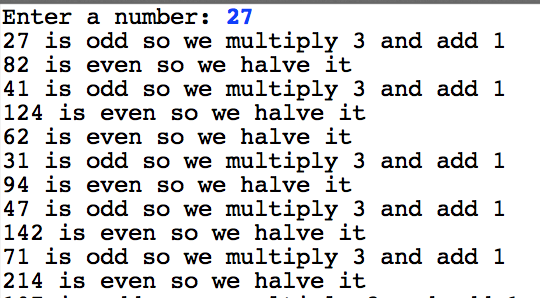 Enter a number: 27
27 is odd so we multiply 3 and add 1
82 is even so we halve it
41 is odd so we multiply 3 and add 1
124 is even so we halve it
62 is even so we halve it
31 is odd so we multiply 3 and add 1
94 is even so we halve it
47 is odd so we multiply 3 and add 1
142 is even so we halve it
71 is odd so we multiply 3 and add 1
214 is even so we halve it